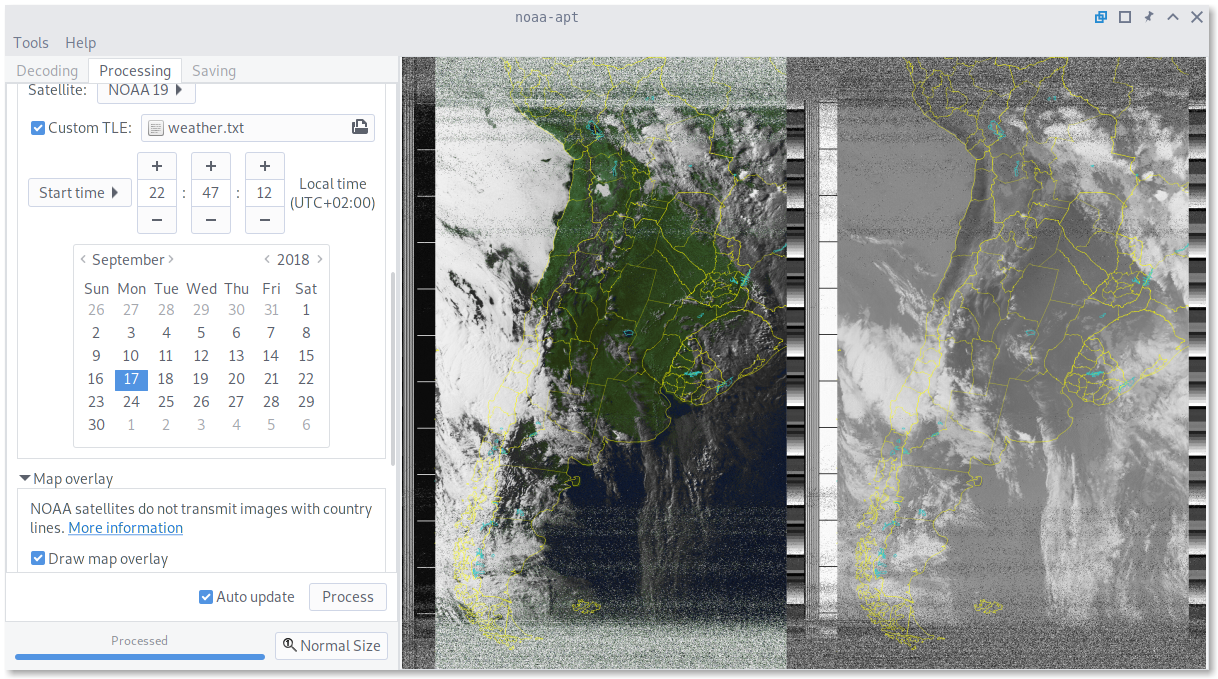 noaa-apt
Tools Help
Decoding Processing Saving
Satellite: NOAA 19
Custom TLE: weather.txt
+ + +
Start time 22 : 47 : 12 Local time
(UTC+02:00)
− − −
September 2018
Sun Mon Tue Wed Thu Fri Sat
26 27 28 29 30 31 1
2 3 4 5 6 7 8
9 10 11 12 13 14 15
16 17 18 19 20 21 22
23 24 25 26 27 28 29
30 1 2 3 4 5 6
Map overlay
NOAA satellites do not transmit images with country
lines. More information
Draw map overlay
Auto update Process
Processed
Normal Size